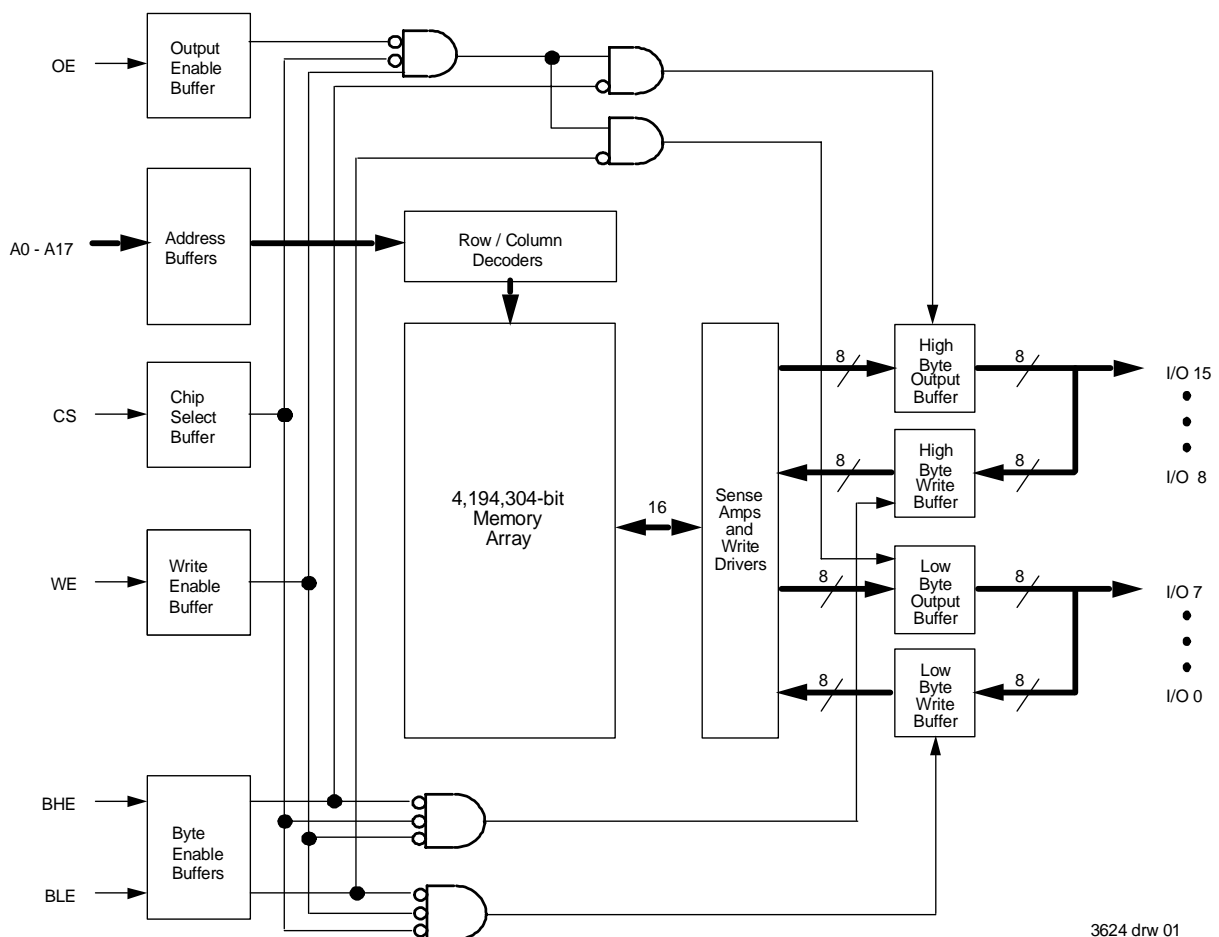 OE
Output
Enable
Buffer
A0 - A17
Address
Buffers
Row / Column
Decoders
CS
Chip
Select
Buffer
WE
Write
Enable
Buffer
4,194,304-bit
Memory
Array
16
Sense
Amps
and
Write
Drivers
8
High
Byte
Output
Buffer
8
I/O 15
8
High
Byte
Write
Buffer
8
I/O 8
8
Low
Byte
Output
Buffer
8
I/O 7
8
Low
Byte
Write
Buffer
8
I/O 0
BHE
Byte
Enable
Buffers
BLE
3624 drw 01